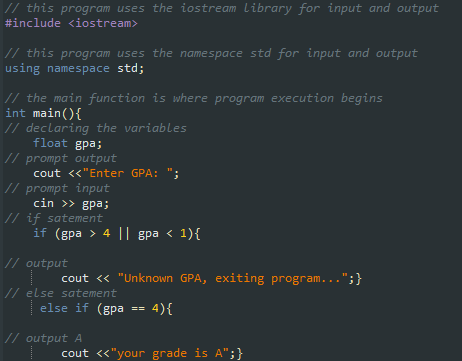 // this program uses the iostream library for input and output
#include <iostream>
// this program uses the namespace std for input and output
using namespace std;
// the main function is where program execution begins
int main(){
// declaring the variables
float gpa;
// prompt output
cout <<"Enter GPA: ";
// prompt input
cin >> gpa;
// if satement
if (gpa > 4 || gpa < 1){
// output
cout << "Unknown GPA, exiting program...";}
// else satement
else if (gpa == 4){
// output A
cout <<"your grade is A";}